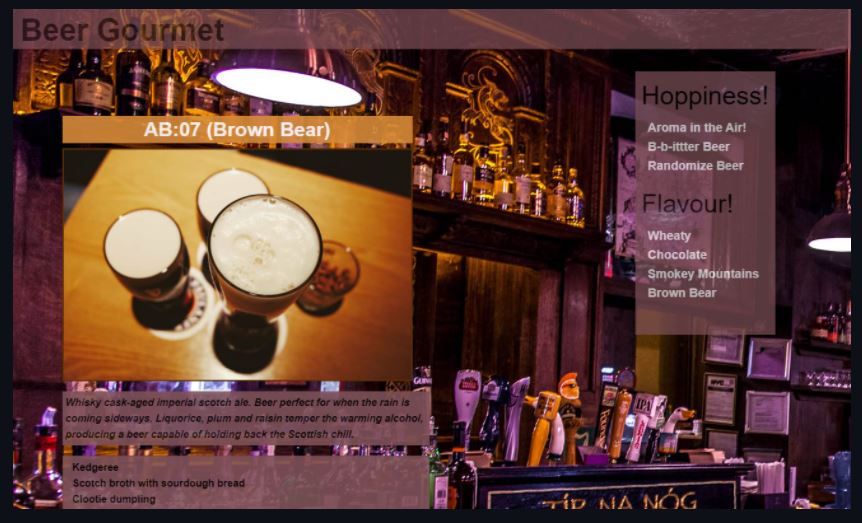 Beer Gourmet
AB:07 (Brown Bear)
Whisky cask-aged imperial scotch ale. Beer perfect for when the rain is
coming sideways. Liquorice, plum and raisin temper the warming alcohol,
producing a beer capable of holding back the Scottish chill.
Kedgeree
Scotch broth with sourdough bread
Clootie dumpling
Hoppiness!
Aroma in the Air!
B-b-ittter Beer
Randomize Beer
Flavour!
Wheaty
Chocolate
Smokey Mountains
Brown Bear
IPA
TÍR NA NÓG